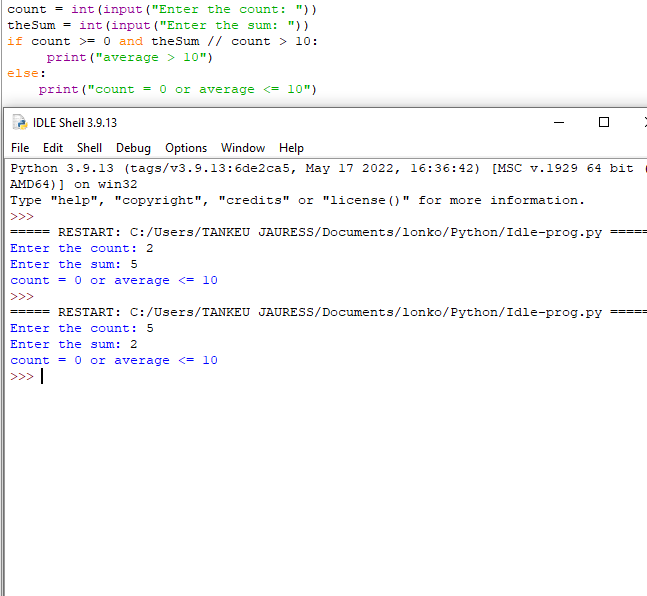 count = int(input("Enter the count: "))
theSum = int(input("Enter the sum: "))
if count >= 0 and theSum // count > 10:
     print("average > 10")
else:
    print("count = 0 or average <= 10")
IDLE Shell 3.9.13
File Edit Shell Debug Options Window Help
Python 3.9.13 (tags/v3.9.13:6de2ca5, May 17 2022, 16:36:42) [MSC v.1929 64 bit (
AMD64)] on win32
Type "help", "copyright", "credits" or "license()" for more information.
>>>
===== RESTART: C:/Users/TANKEU JAURESS/Documents/lonko/Python/Idle-prog.py =====
Enter the count: 2
Enter the sum: 5
count = 0 or average <= 10
>>>
===== RESTART: C:/Users/TANKEU JAURESS/Documents/lonko/Python/Idle-prog.py =====
Enter the count: 5
Enter the sum: 2
count = 0 or average <= 10
>>>